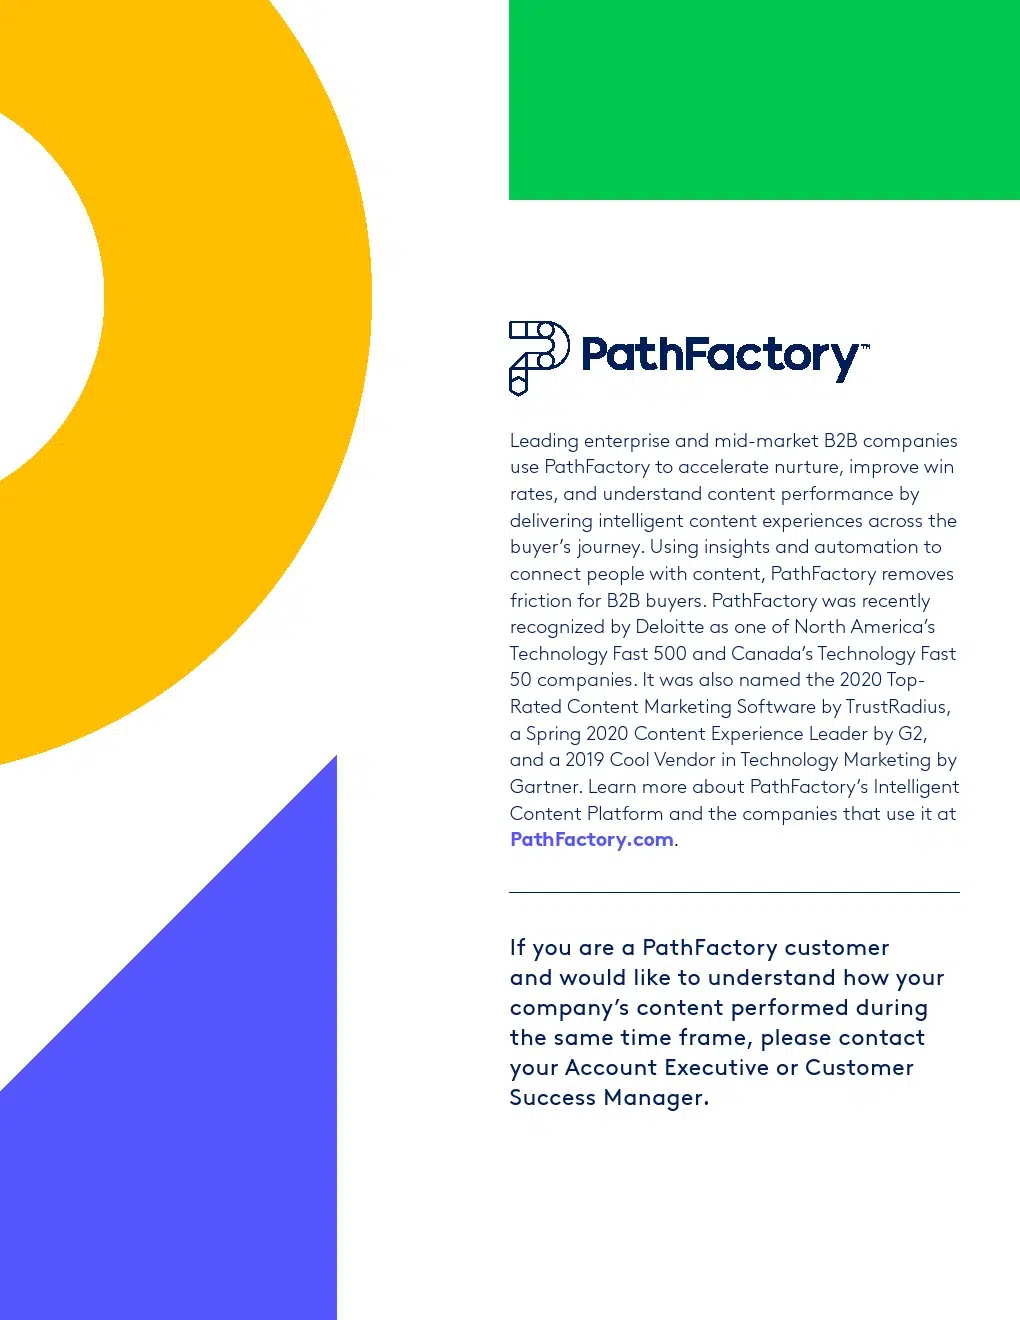 PathFactory™
Leading enterprise and mid-market B2B companies
use PathFactory to accelerate nurture, improve win
rates, and understand content performance by
delivering intelligent content experiences across the
buyer’s journey. Using insights and automation to
connect people with content, PathFactory removes
friction for B2B buyers. PathFactory was recently
recognized by Deloitte as one of North America’s
Technology Fast 500 and Canada’s Technology Fast
50 companies. It was also named the 2020 Top-
Rated Content Marketing Software by TrustRadius,
a Spring 2020 Content Experience Leader by G2,
and a 2019 Cool Vendor in Technology Marketing by
Gartner. Learn more about PathFactory’s Intelligent
Content Platform and the companies that use it at
PathFactory.com.
If you are a PathFactory customer
and would like to understand how your
company’s content performed during
the same time frame, please contact
your Account Executive or Customer
Success Manager.